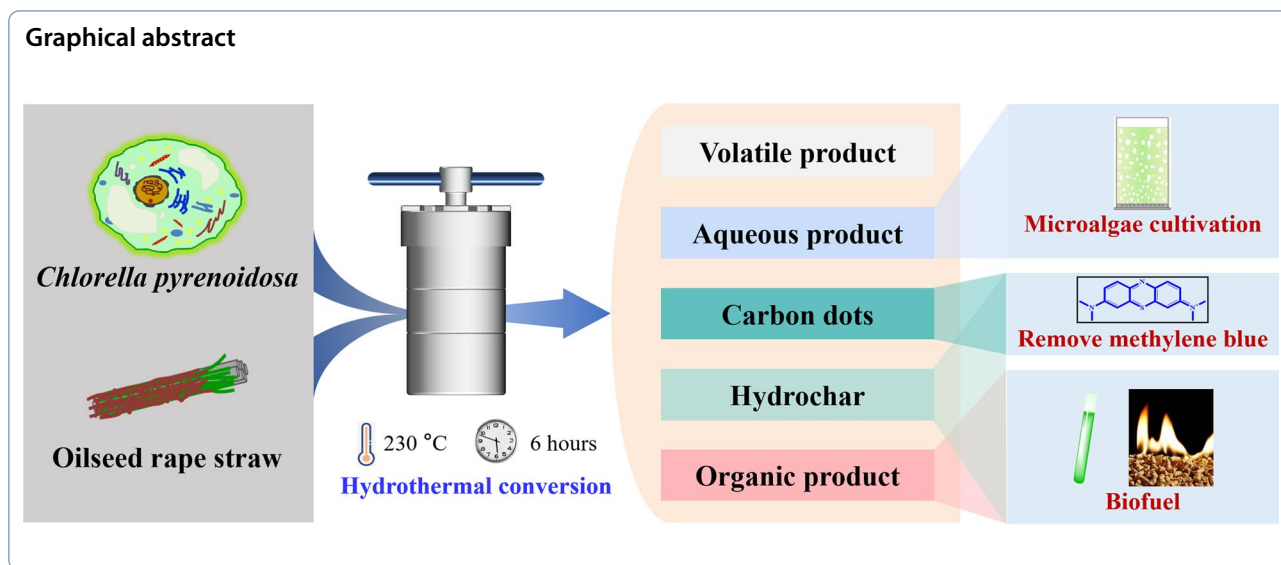 Graphical abstract
Chlorella pyrenoidosa
Oilseed rape straw
230 °C
6 hours
Hydrothermal conversion
Volatile product
Aqueous product
Carbon dots
Hydrochar
Organic product
Microalgae cultivation
Remove methylene blue
Biofuel